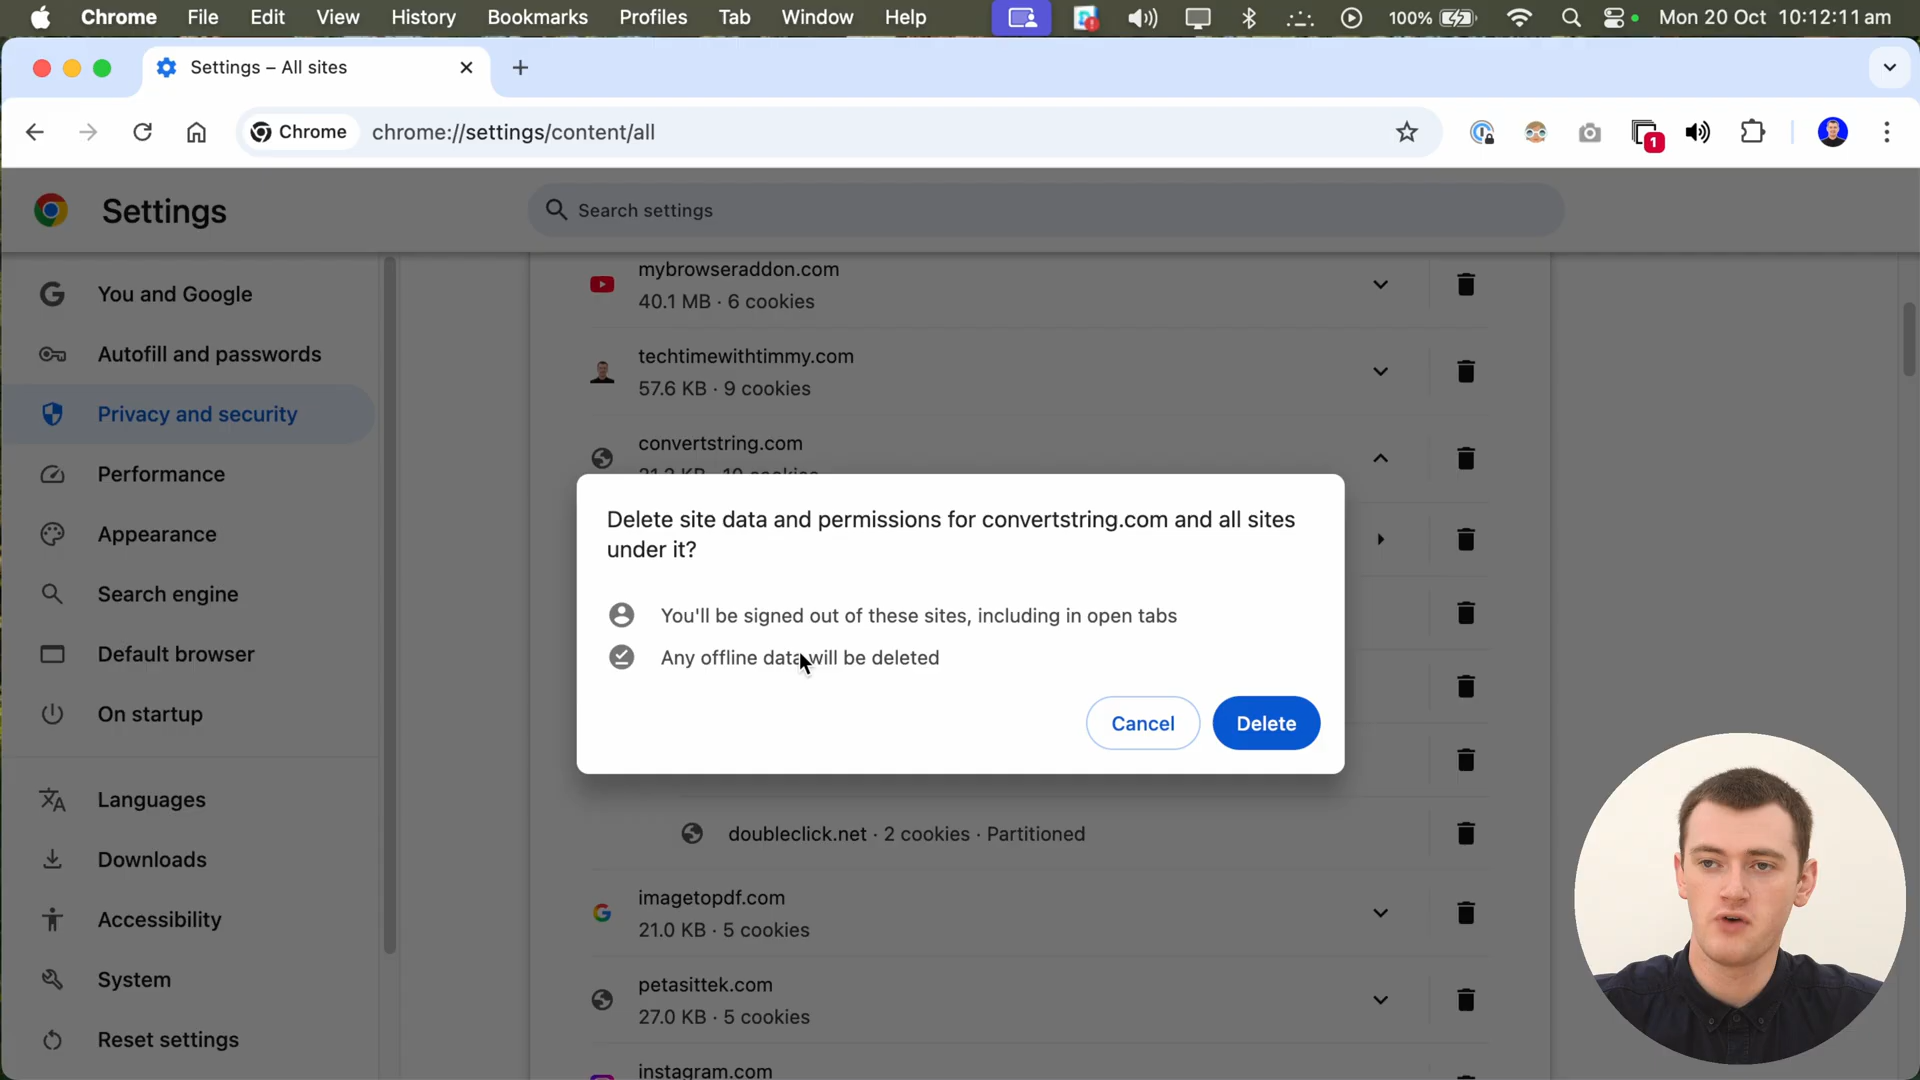 Chrome File Edit View History Bookmarks Profiles Tab Window Help 100% Mon 20 Oct 10:12:11 am
Settings – All sites
Chrome chrome://settings/content/all
1
Settings
Search settings
You and Google
Autofill and passwords
Privacy and security
Performance
Appearance
Search engine
Default browser
On startup
Languages
Downloads
Accessibility
System
Reset settings
mybrowseraddon.com
40.1 MB · 6 cookies
techtimewithtimmy.com
57.6 KB · 9 cookies
convertstring.com
Delete site data and permissions for convertstring.com and all sites
under it?
You'll be signed out of these sites, including in open tabs
Any offline data will be deleted
Cancel Delete
doubleclick.net · 2 cookies · Partitioned
imagetopdf.com
21.0 KB · 5 cookies
petasittek.com
27.0 KB · 5 cookies
instagram.com